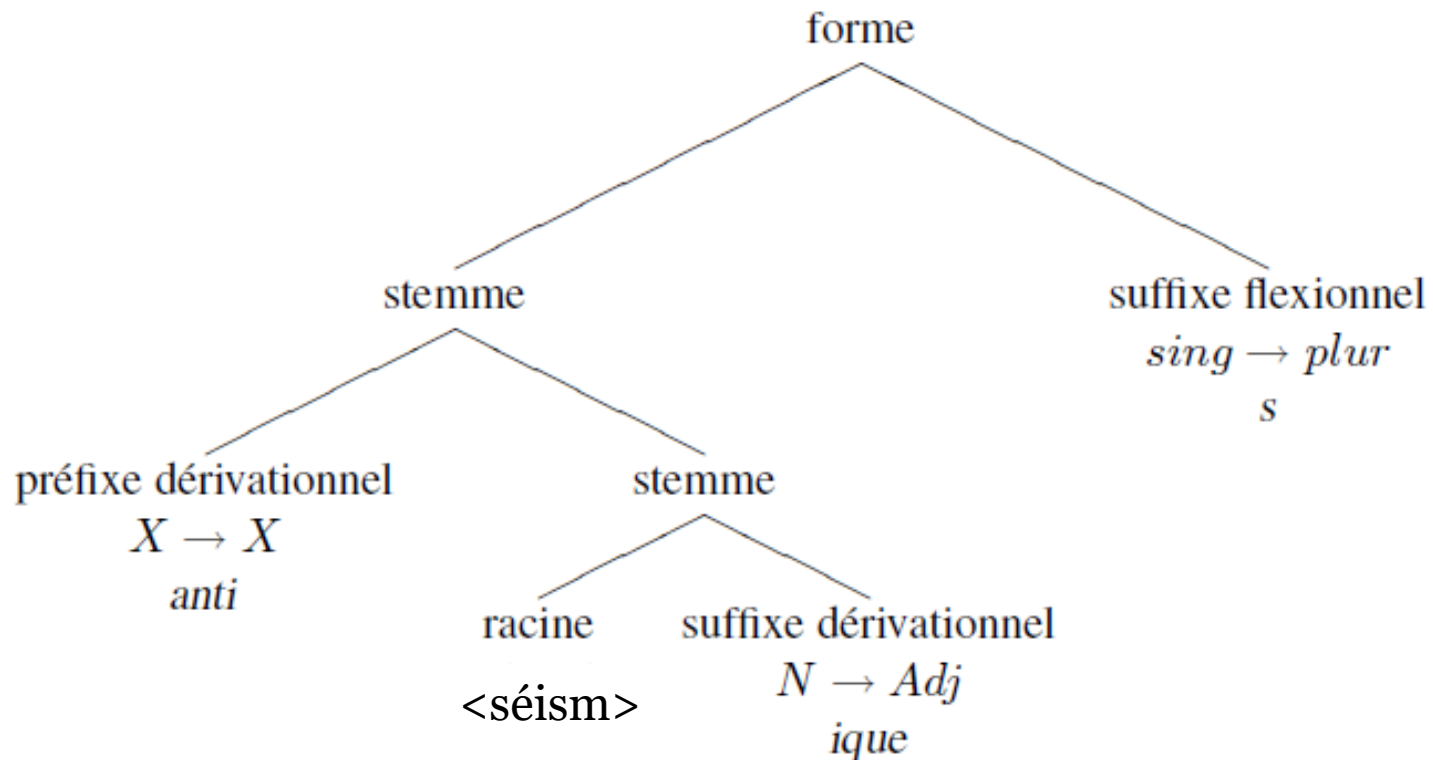 forme
stemme
suffixe flexionnel
sing → plur
s
préfixe dérivationnel
X → X
anti
stemme
racine
<séism>
suffixe dérivationnel
N → Adj
ique